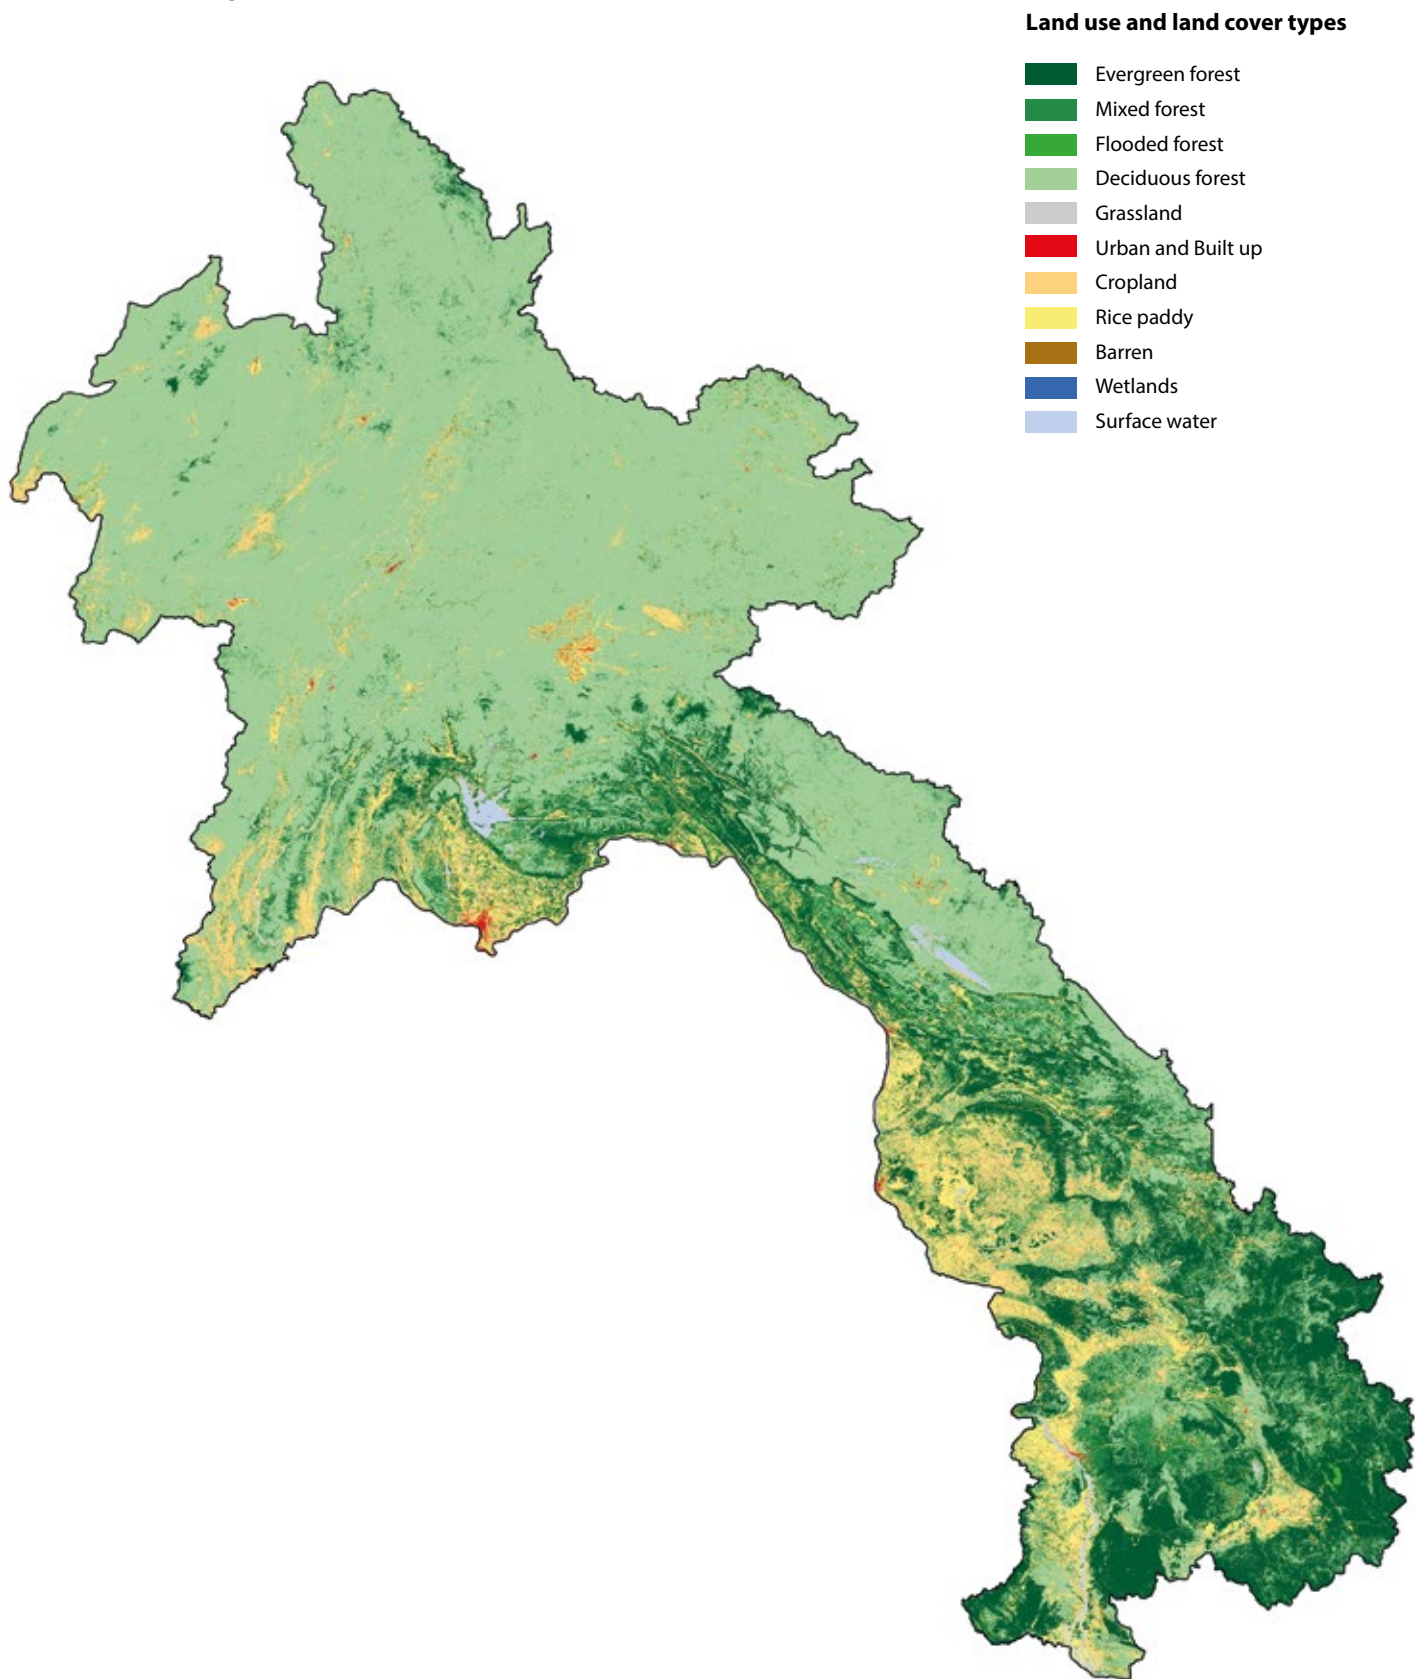 Land use and land cover types
Evergreen forest
Mixed forest
Flooded forest
Deciduous forest
Grassland
Urban and Built up
Cropland
Rice paddy
Barren
Wetlands
Surface water